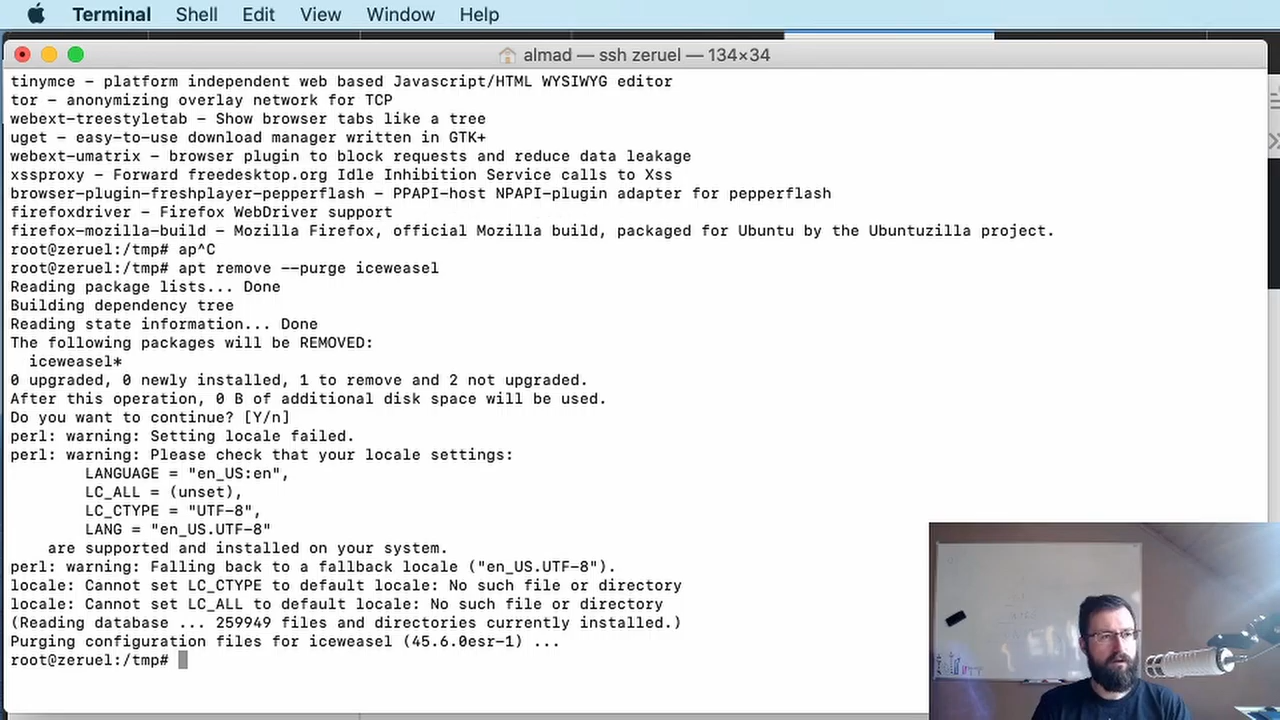 Terminal Shell Edit View Window Help
almad — ssh zeruel — 134×34
tinymce - platform independent web based Javascript/HTML WYSIWYG editor
tor - anonymizing overlay network for TCP
webext-treestyletab - Show browser tabs like a tree
uget - easy-to-use download manager written in GTK+
webext-umatrix - browser plugin to block requests and reduce data leakage
xssproxy - Forward freedesktop.org Idle Inhibition Service calls to Xss
browser-plugin-freshplayer-pepperflash - PPAPI-host NPAPI-plugin adapter for pepperflash
firefoxdriver - Firefox WebDriver support
firefox-mozilla-build - Mozilla Firefox, official Mozilla build, packaged for Ubuntu by the Ubuntuzilla project.
root@zeruel:/tmp# ap^C
root@zeruel:/tmp# apt remove --purge iceweasel
Reading package lists... Done
Building dependency tree
Reading state information... Done
The following packages will be REMOVED:
  iceweasel*
0 upgraded, 0 newly installed, 1 to remove and 2 not upgraded.
After this operation, 0 B of additional disk space will be used.
Do you want to continue? [Y/n]
perl: warning: Setting locale failed.
perl: warning: Please check that your locale settings:
        LANGUAGE = "en_US:en",
        LC_ALL = (unset),
        LC_CTYPE = "UTF-8",
        LANG = "en_US.UTF-8"
    are supported and installed on your system.
perl: warning: Falling back to a fallback locale ("en_US.UTF-8").
locale: Cannot set LC_CTYPE to default locale: No such file or directory
locale: Cannot set LC_ALL to default locale: No such file or directory
(Reading database ... 259949 files and directories currently installed.)
Purging configuration files for iceweasel (45.6.0esr-1) ...
root@zeruel:/tmp#